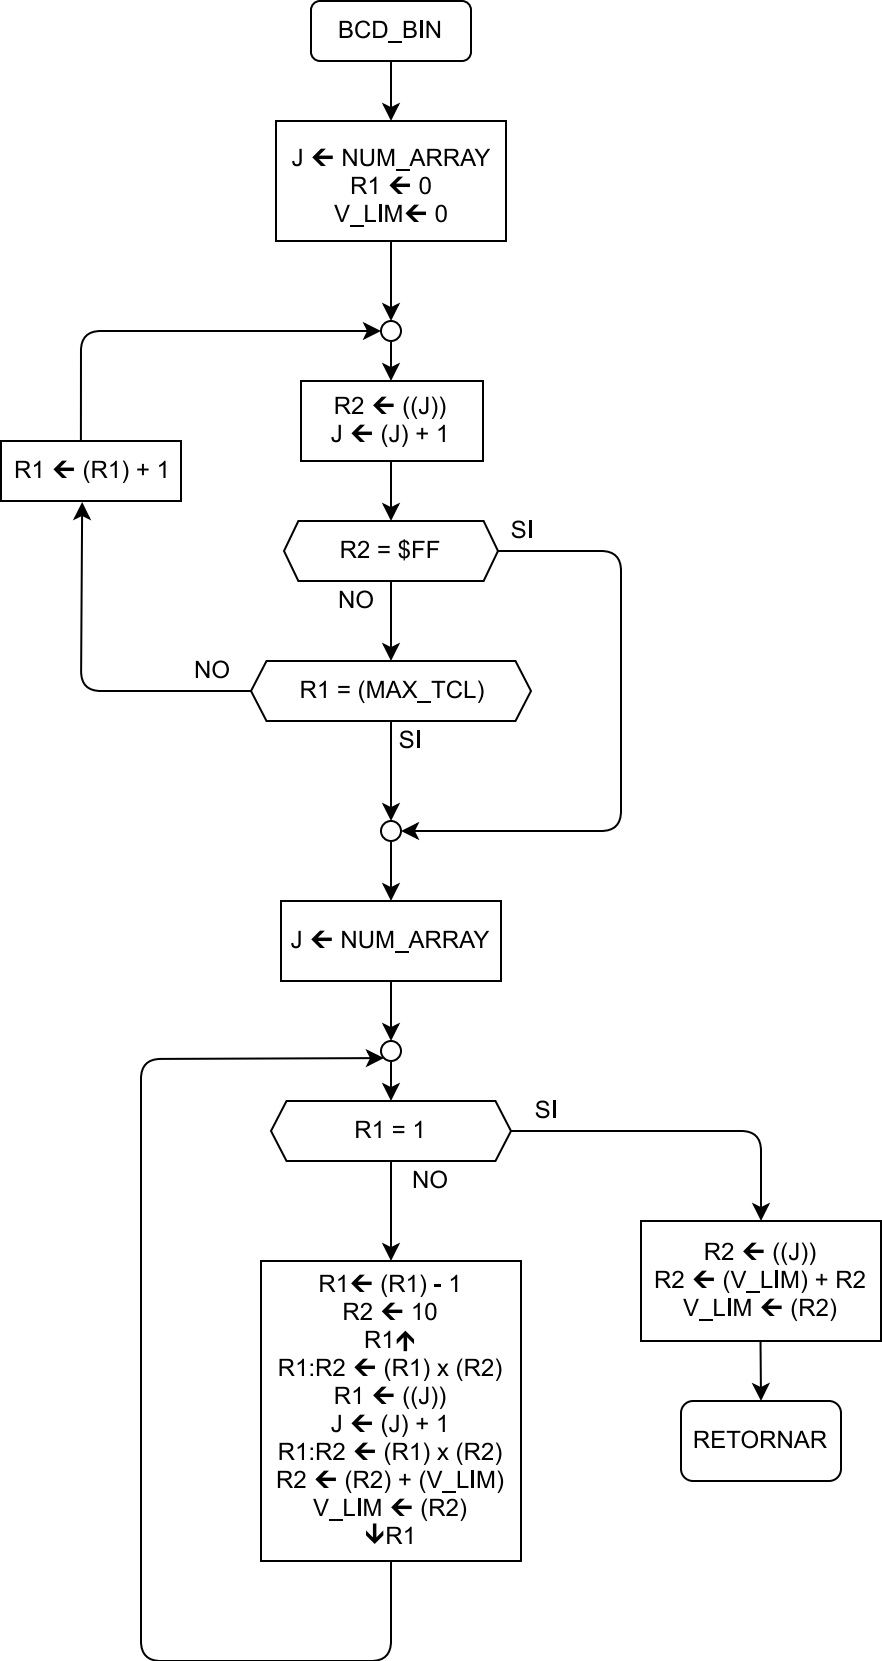 BCD_BIN
J 🡸 NUM_ARRAY
R1 🡸 0
V_LIM🡸 0
R2 🡸 ((J))
J 🡸 (J) + 1
R1 🡸 (R1) + 1
R2 = $FF
SI
NO
R1 = (MAX_TCL)
NO
SI
J 🡸 NUM_ARRAY
R1 = 1
SI
NO
R1🡸 (R1) - 1
R2 🡸 10
R1🡹
R1:R2 🡸 (R1) x (R2)
R1 🡸 ((J))
J 🡸 (J) + 1
R1:R2 🡸 (R1) x (R2)
R2 🡸 (R2) + (V_LIM)
V_LIM 🡸 (R2)
🡻R1
R2 🡸 ((J))
R2 🡸 (V_LIM) + R2
V_LIM 🡸 (R2)
RETORNAR